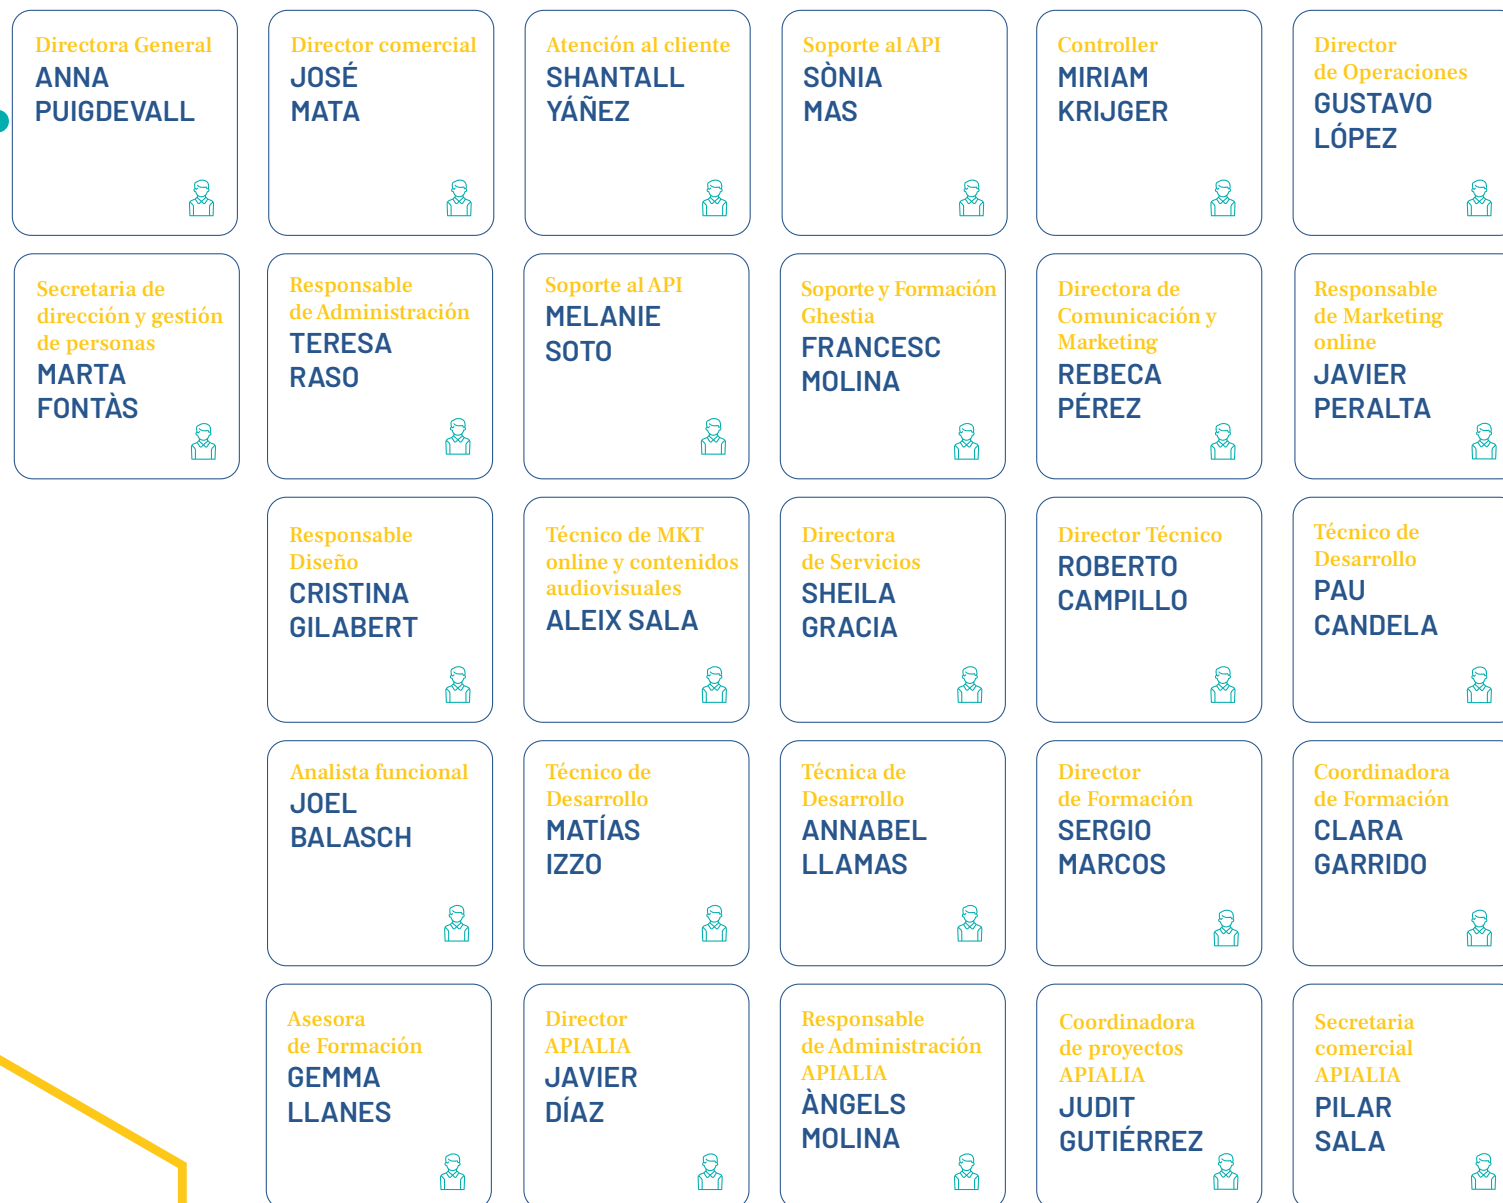 Directora General
ANNA
PUIGDEVALL
Director comercial
JOSÉ
MATA
Atención al cliente
SHANTALL
YÁÑEZ
Soporte al API
SÒNIA
MAS
Controller
MIRIAM
KRIJGER
Director
de Operaciones
GUSTAVO
LÓPEZ
Secretaria de
dirección y gestión
de personas
MARTA
FONTÀS
Responsable
de Administración
TERESA
RASO
Soporte al API
MELANIE
SOTO
Soporte y Formación
Ghestia
FRANCESC
MOLINA
Directora de
Comunicación y
Marketing
REBECA
PÉREZ
Responsable
de Marketing
online
JAVIER
PERALTA
Responsable
Diseño
CRISTINA
GILABERT
Técnico de MKT
online y contenidos
audiovisuales
ALEIX SALA
Directora
de Servicios
SHEILA
GRACIA
Director Técnico
ROBERTO
CAMPILLO
Técnico de
Desarrollo
PAU
CANDELA
Analista funcional
JOEL
BALASCH
Técnico de
Desarrollo
MATÍAS
IZZO
Técnica de
Desarrollo
ANNABEL
LLAMAS
Director
de Formación
SERGIO
MARCOS
Coordinadora
de Formación
CLARA
GARRIDO
Asesora
de Formación
GEMMA
LLANES
Director
APIALIA
JAVIER
DÍAZ
Responsable
de Administración
APIALIA
ÀNGELS
MOLINA
Coordinadora
de proyectos
APIALIA
JUDIT
GUTIÉRREZ
Secretaria
comercial
APIALIA
PILAR
SALA